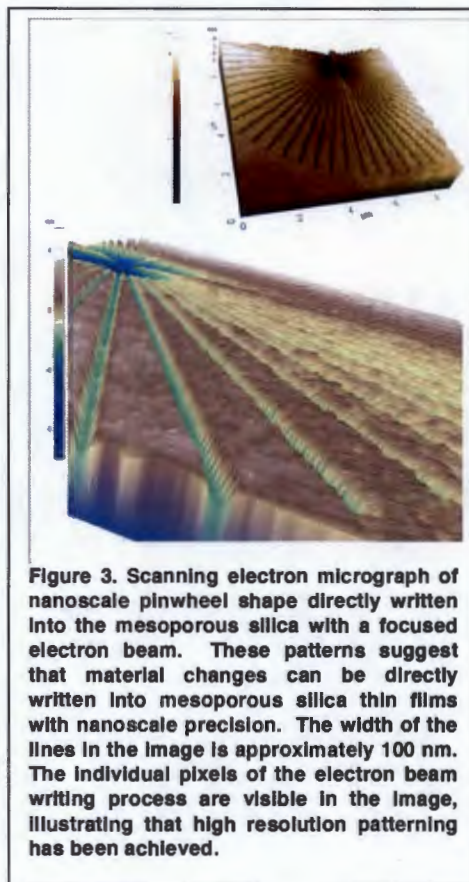 0
2
4
Figure 3. Scanning electron micrograph of
nanoscale pinwheel shape directly written
into the mesoporous silica with a focused
electron beam. These patterns suggest
that material changes can be directly
written into mesoporous silica thin films
with nanoscale precision. The width of the
lines in the image is approximately 100 nm.
The individual pixels of the electron beam
writing process are visible in the image,
illustrating that high resolution patterning
has been achieved.